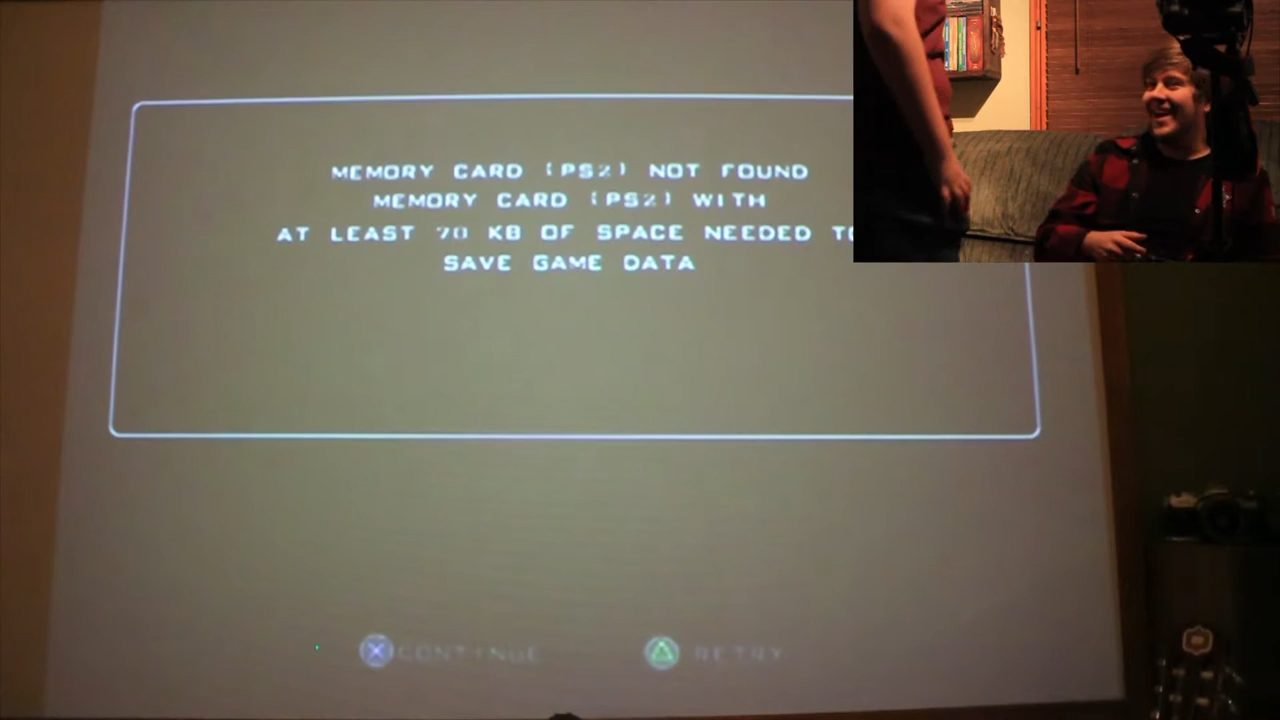 MEMORY CARD (PS2) NOT FOUND
MEMORY CARD (PS2) WITH
AT LEAST 70 KB OF SPACE NEEDED TO
SAVE GAME DATA
CONTINUE RETRY